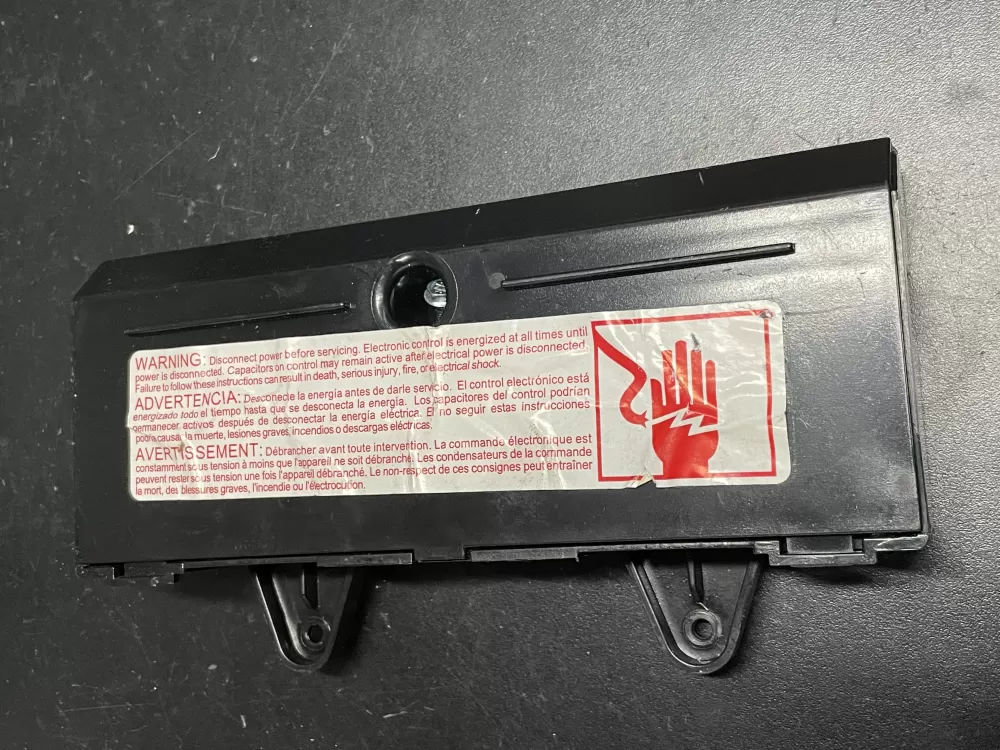 WARNING: Disconnect power before servicing. Electronic control is energized at all times until
power is disconnected. Capacitors on control may remain active after electrical power is disconnected.
Failure to follow these instructions can result in death, serious injury, fire, or electrical shock.
ADVERTENCIA: Desconecte la energía antes de darle servicio. El control electrónico está
energizado todo el tiempo hasta que se desconecta la energía. Los capacitores del control podrían
permanecer activos después de desconectar la energía eléctrica. El no seguir estas instrucciones
podría causar la muerte, lesiones graves, incendios o descargas eléctricas.
AVERTISSEMENT: Débrancher avant toute intervention. La commande électronique est
constamment sous tension à moins que l'appareil ne soit débranché. Les condensateurs de la commande
peuvent rester sous tension une fois l'appareil débranché. Le non-respect de ces consignes peut entraîner
la mort, des blessures graves, l'incendie ou l'électrocution.